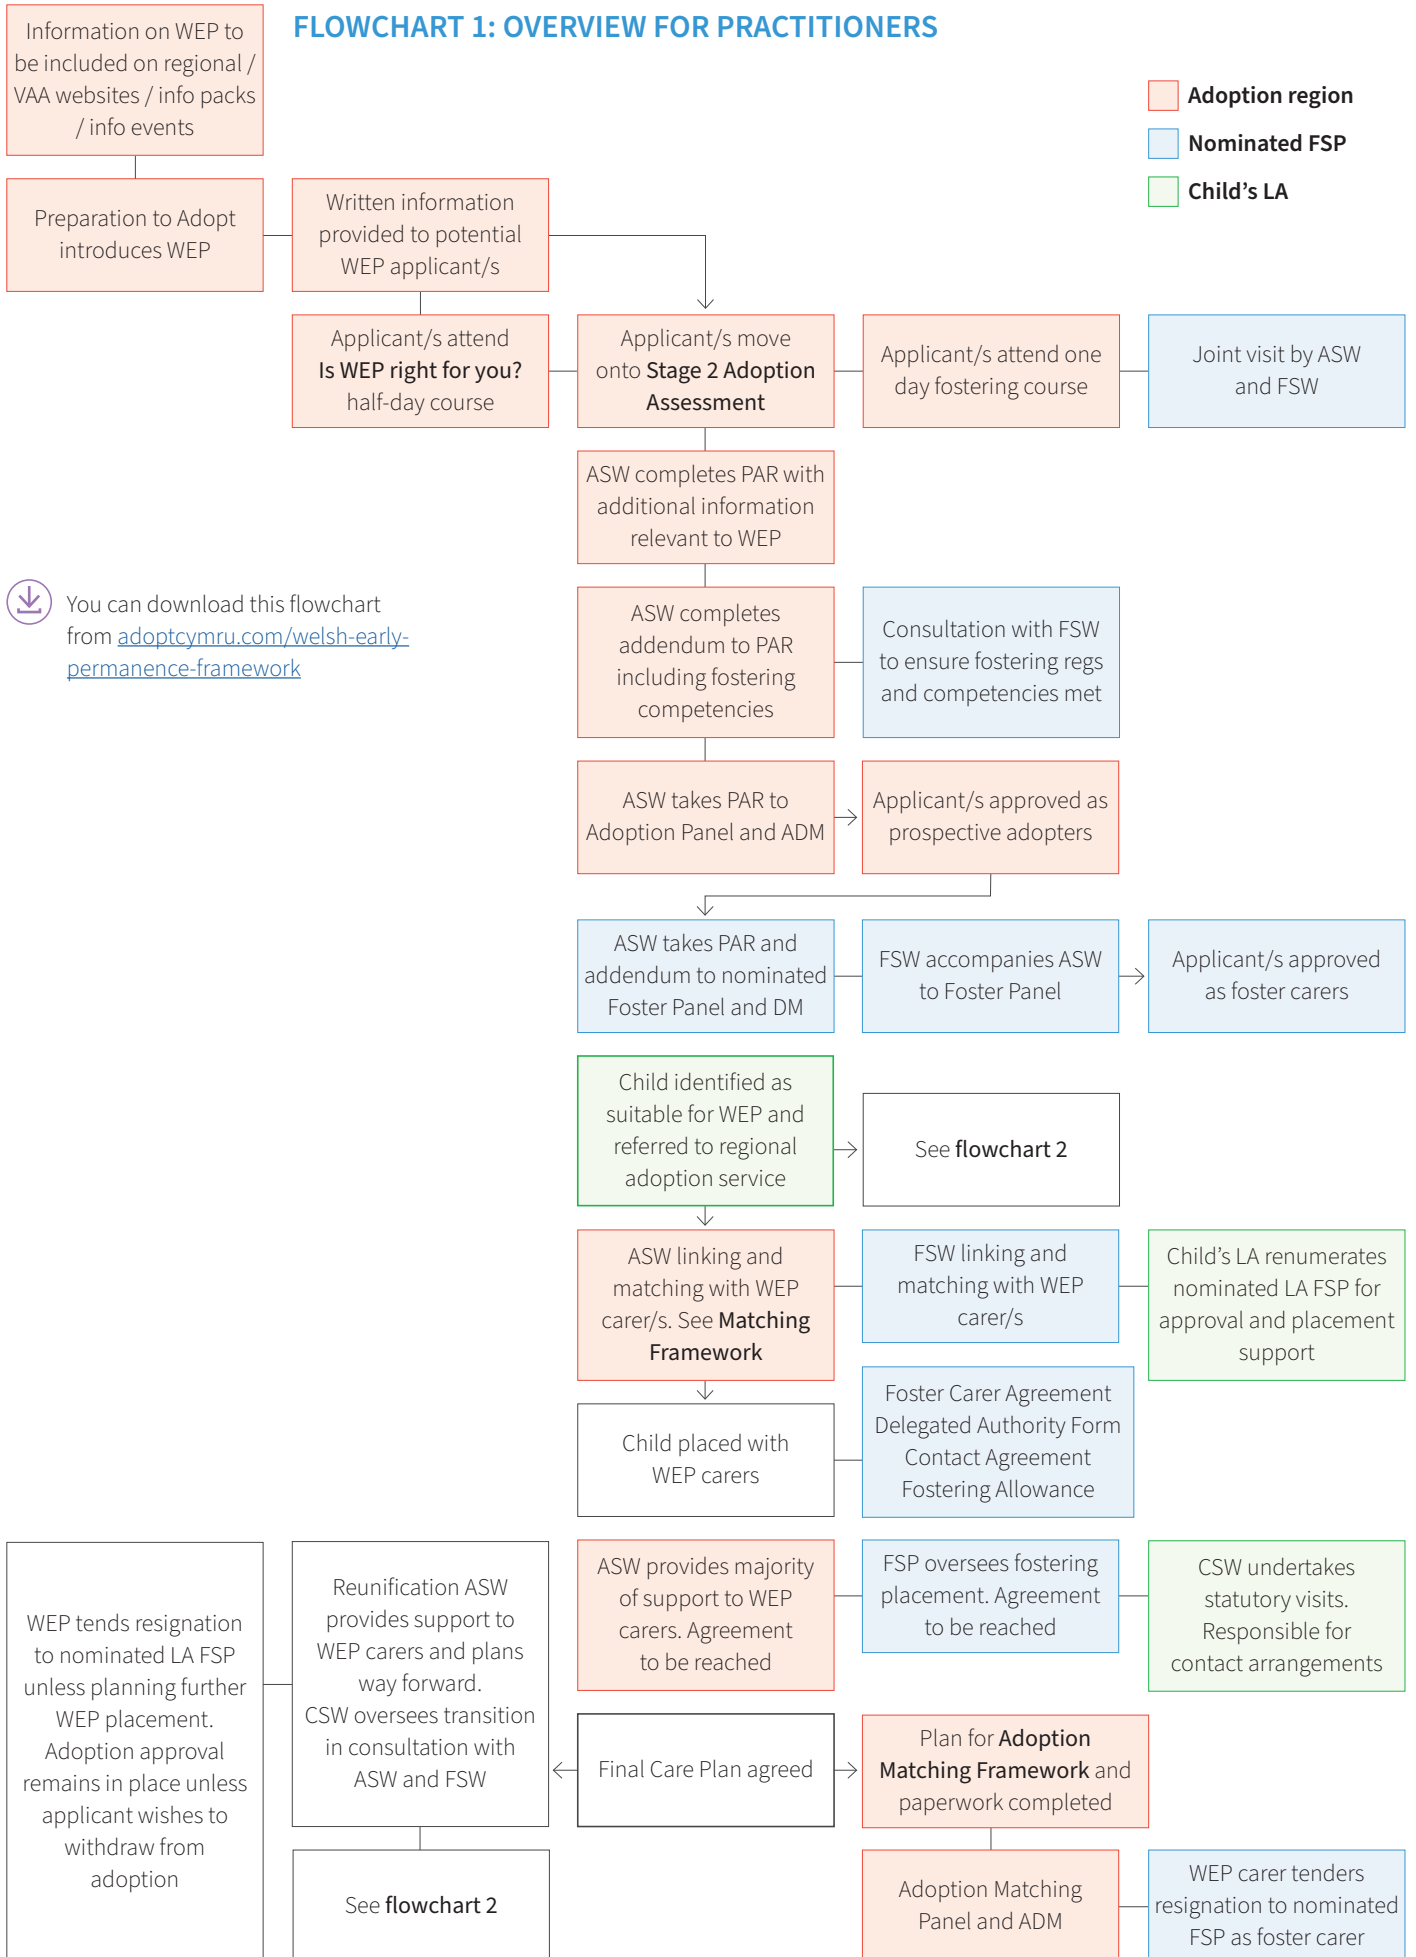 FLOWCHART 1: OVERVIEW FOR PRACTITIONERS
Information on WEP to
be included on regional /
VAA websites / info packs
/ info events
Adoption region
Nominated FSP
Child’s LA
Preparation to Adopt
introduces WEP
Written information
provided to potential
WEP applicant/s
Applicant/s attend
Is WEP right for you?
half-day course
Applicant/s move
onto Stage 2 Adoption
Assessment
Applicant/s attend one
day fostering course
Joint visit by ASW
and FSW
ASW completes PAR with
additional information
relevant to WEP
You can download this flowchart
from adoptcymru.com/welsh-early-
permanence-framework
ASW completes
addendum to PAR
including fostering
competencies
Consultation with FSW
to ensure fostering regs
and competencies met
ASW takes PAR to
Adoption Panel and ADM
Applicant/s approved as
prospective adopters
ASW takes PAR and
addendum to nominated
Foster Panel and DM
FSW accompanies ASW
to Foster Panel
Applicant/s approved
as foster carers
Child identified as
suitable for WEP and
referred to regional
adoption service
See flowchart 2
ASW linking and
matching with WEP
carer/s. See Matching
Framework
FSW linking and
matching with WEP
carer/s
Child’s LA renumerates
nominated LA FSP for
approval and placement
support
Child placed with
WEP carers
Foster Carer Agreement
Delegated Authority Form
Contact Agreement
Fostering Allowance
WEP tends resignation
to nominated LA FSP
unless planning further
WEP placement.
Adoption approval
remains in place unless
applicant wishes to
withdraw from
adoption
Reunification ASW
provides support to
WEP carers and plans
way forward.
CSW oversees transition
in consultation with
ASW and FSW
ASW provides majority
of support to WEP
carers. Agreement
to be reached
FSP oversees fostering
placement. Agreement
to be reached
CSW undertakes
statutory visits.
Responsible for
contact arrangements
Final Care Plan agreed
Plan for Adoption
Matching Framework and
paperwork completed
See flowchart 2
Adoption Matching
Panel and ADM
WEP carer tenders
resignation to nominated
FSP as foster carer